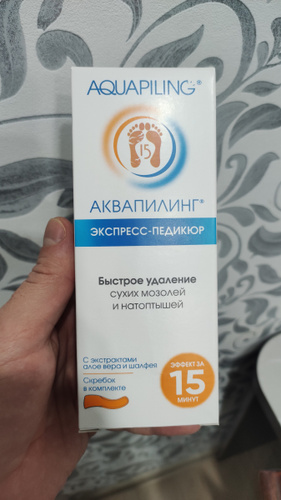 AQUAPILING®
15
АКВАПИЛИНГ®
ЭКСПРЕСС-ПЕДИКЮР
Быстрое удаление
сухих мозолей
и натоптышей
С экстрактами
алоэ вера и шалфея
Скребок
в комплекте
ЭФФЕКТ ЗА
15
МИНУТ